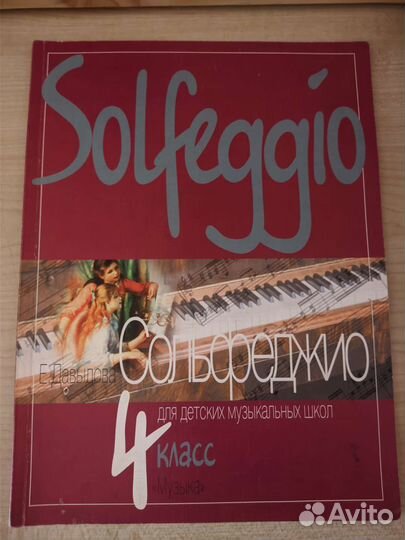 Solfeggio
Е. Давыдова Сольфеджио
для детских музыкальных школ
4 класс
«Музыка»
Avito